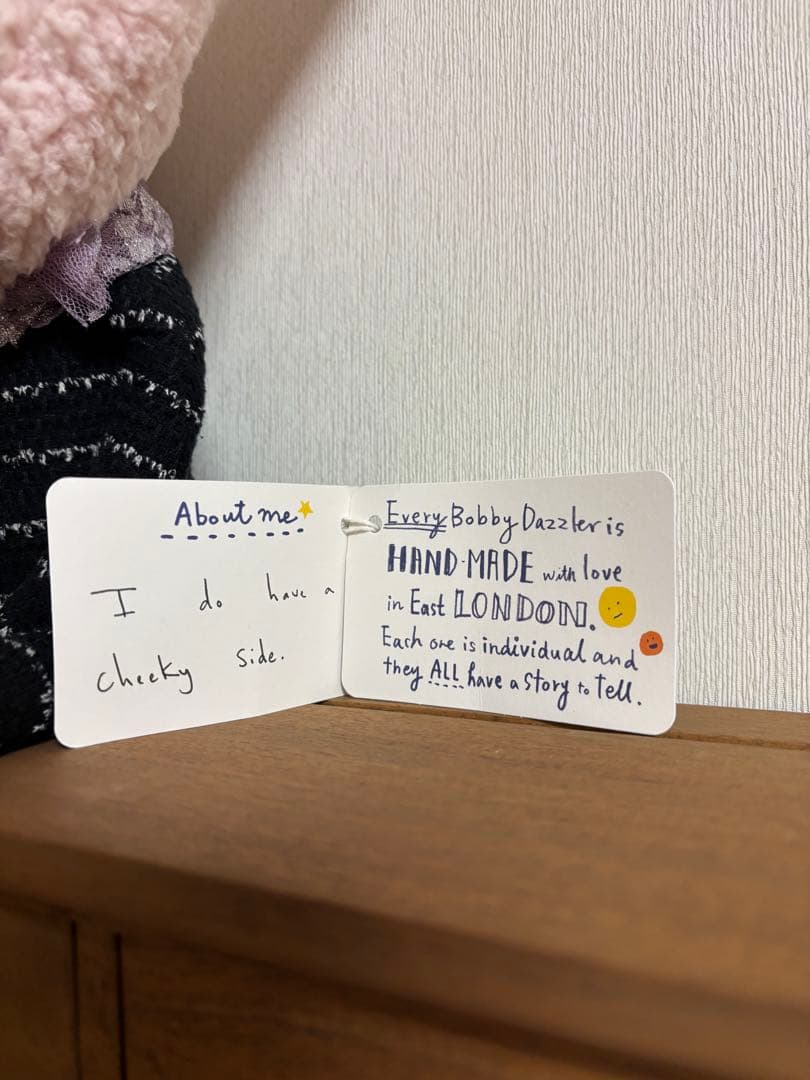 About me
I do have a
cheeky side.
Every Bobby Dazzler is
HAND-MADE with love
in East LONDON.
Each one is individual and
they ALL have a story to tell.